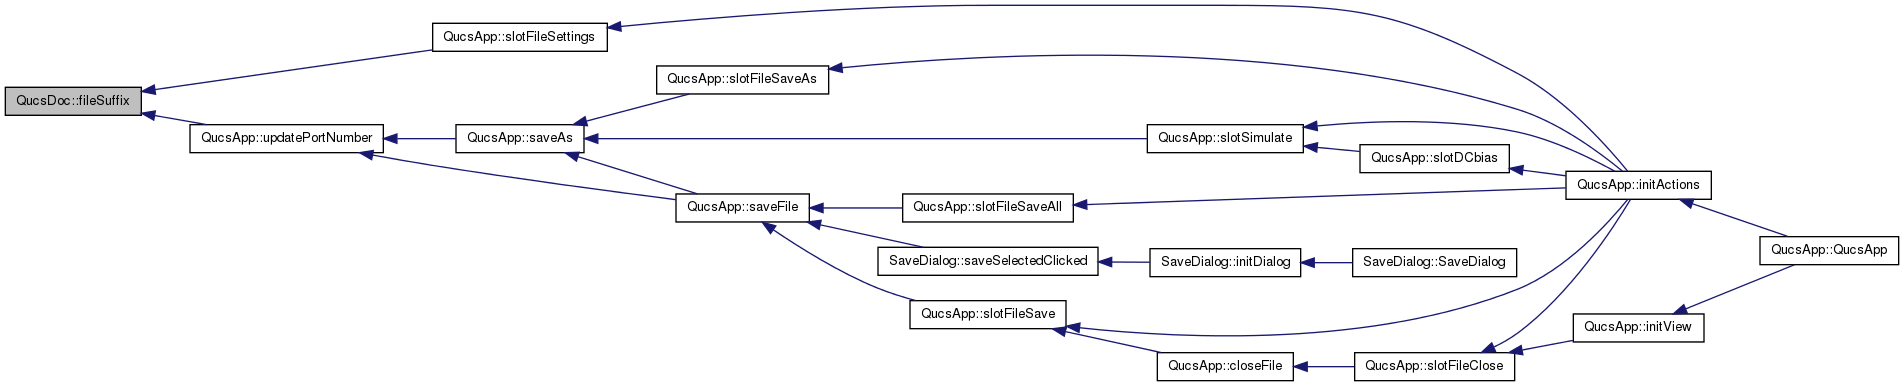 QucsApp::slotFileSettings
QucsApp::slotFileSaveAs
QucsDoc::fileSuffix
QucsApp::updatePortNumber
QucsApp::saveAs
QucsApp::slotSimulate
QucsApp::slotDCbias
QucsApp::initActions
QucsApp::saveFile
QucsApp::slotFileSaveAll
QucsApp::QucsApp
SaveDialog::saveSelectedClicked
SaveDialog::initDialog
SaveDialog::SaveDialog
QucsApp::slotFileSave
QucsApp::initView
QucsApp::closeFile
QucsApp::slotFileClose